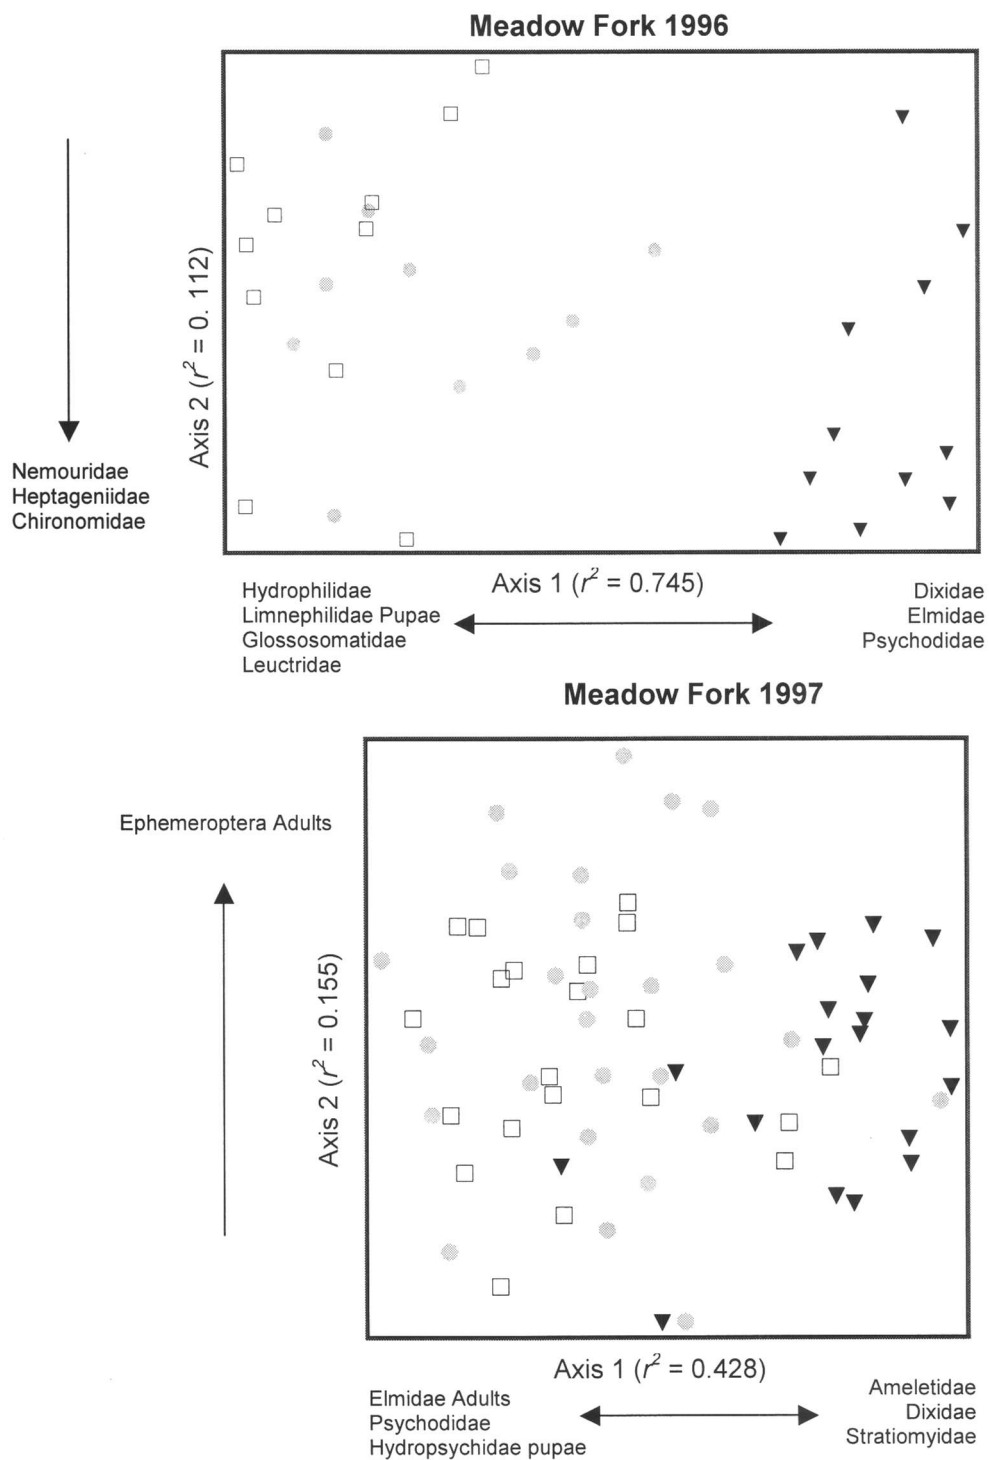 Meadow Fork 1996
Axis 2 (r² = 0. 112)
Nemouridae
Heptageniidae
Chironomidae
Axis 1 (r² = 0.745)
Hydrophilidae
Limnephilidae Pupae
Glossosomatidae
Leuctridae
Dixidae
Elmidae
Psychodidae
Meadow Fork 1997
Ephemeroptera Adults
Axis 2 (r² = 0.155)
Axis 1 (r² = 0.428)
Elmidae Adults
Psychodidae
Hydropsychidae pupae
Ameletidae
Dixidae
Stratiomyidae